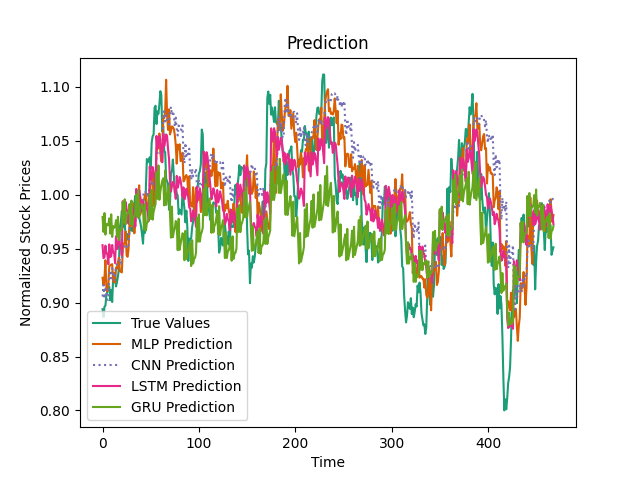 Prediction
Normalized Stock Prices
1.10
1.05
1.00
0.95
0.90
0.85
0.80
True Values
MLP Prediction
CNN Prediction
LSTM Prediction
GRU Prediction
0 100 200 300 400
Time